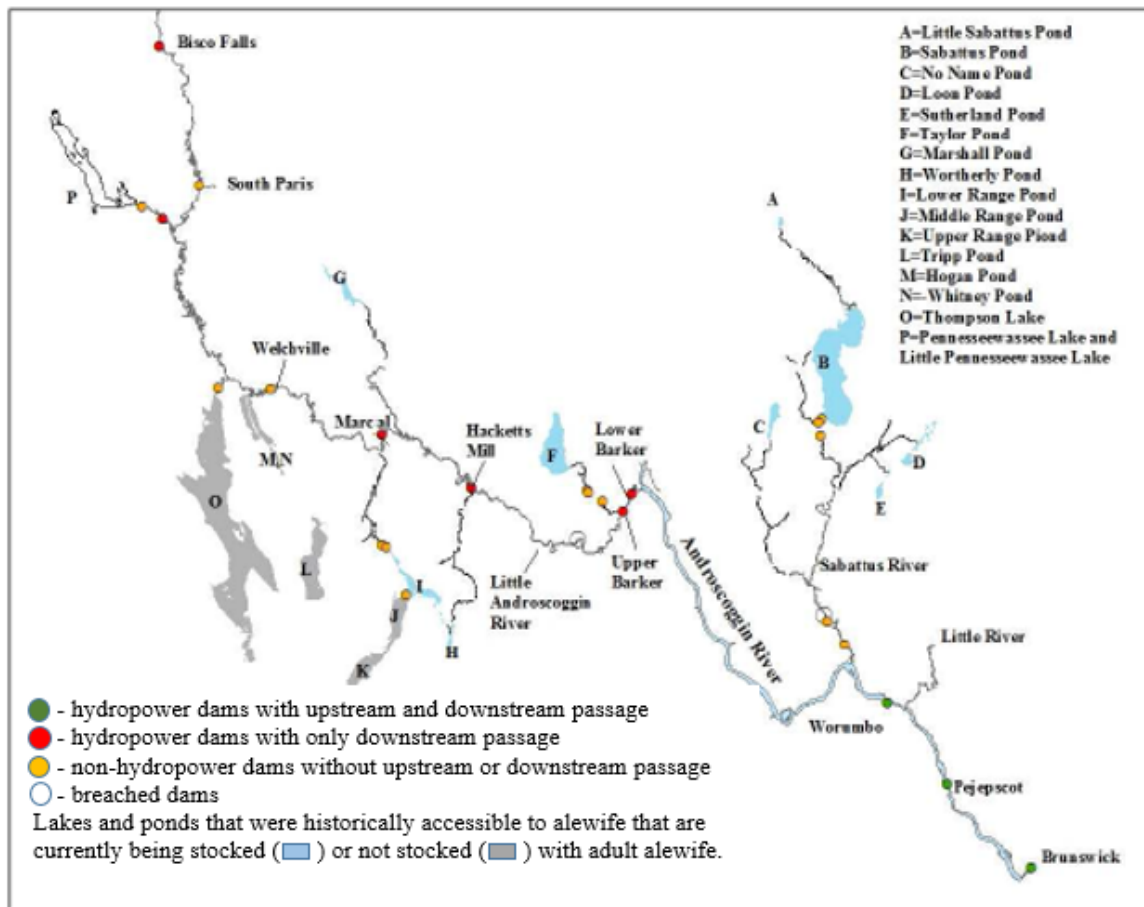 Bisco Falls
A=Little Sabattus Pond
B=Sabattus Pond
C=No Name Pond
D=Loon Pond
E=Sutherland Pond
F=Taylor Pond
G=Marshall Pond
H=Wortherly Pond
I=Lower Range Pond
J=Middle Range Pond
K=Upper Range Piond
L=Tripp Pond
M=Hogan Pond
N=-Whitney Pond
O=Thompson Lake
P=Pennesseewassee Lake and
Little Pennesseewassee Lake
South Paris
P
A
G
Welchville
B
Marcal
Hacketts
Mill
Lower
Barker
C
F
M,N
D
O
E
L
Upper
Barker
Sabattus River
Little
Androscoggin
River
Androscoggin River
I
J
H
K
Little River
Worumbo
Pejepscot
Brunswick
- hydropower dams with upstream and downstream passage
- hydropower dams with only downstream passage
- non-hydropower dams without upstream or downstream passage
- breached dams
Lakes and ponds that were historically accessible to alewife that are
currently being stocked ( ) or not stocked ( ) with adult alewife.